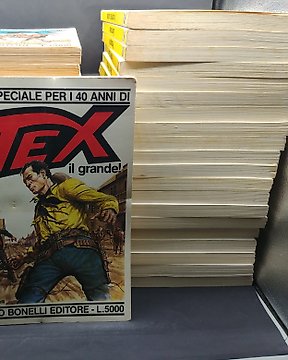 SPECIALE PER I 40 ANNI DI
TEX
il grande!
O BONELLI EDITORE - L.5000